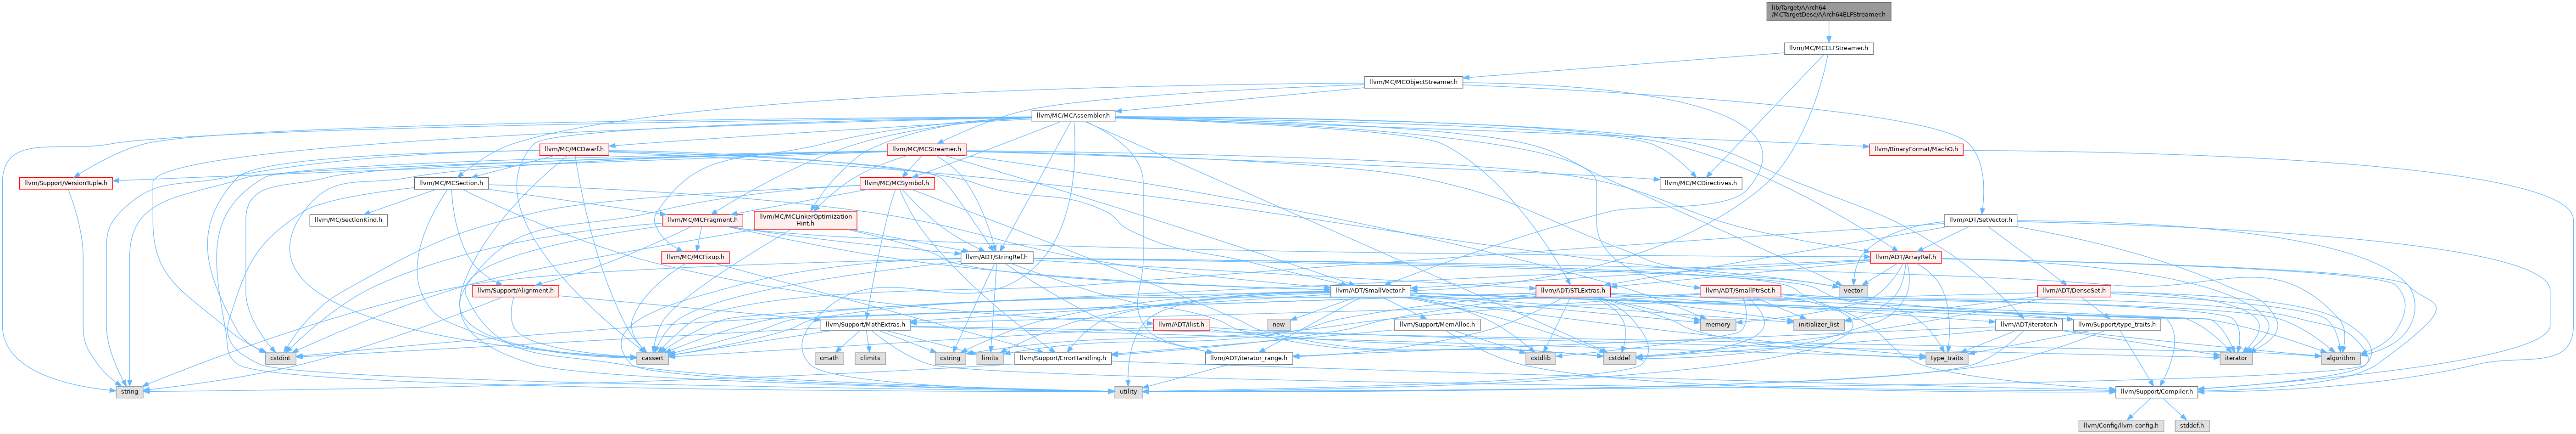 lib/Target/AArch64
/MCTargetDesc/AArch64ELFStreamer.h
llvm/MC/MCELFStreamer.h
llvm/MC/MCObjectStreamer.h
llvm/MC/MCAssembler.h
llvm/MC/MCDwarf.h
llvm/MC/MCStreamer.h
llvm/BinaryFormat/MachO.h
llvm/Support/VersionTuple.h
llvm/MC/MCSection.h
llvm/MC/MCSymbol.h
llvm/MC/MCDirectives.h
llvm/MC/SectionKind.h
llvm/MC/MCFragment.h
llvm/MC/MCLinkerOptimization
Hint.h
llvm/ADT/SetVector.h
llvm/MC/MCFixup.h
llvm/ADT/StringRef.h
llvm/ADT/ArrayRef.h
llvm/Support/Alignment.h
llvm/ADT/SmallVector.h
llvm/ADT/STLExtras.h
llvm/ADT/SmallPtrSet.h
vector
llvm/ADT/DenseSet.h
llvm/Support/MathExtras.h
llvm/ADT/ilist.h
new
llvm/Support/MemAlloc.h
memory
initializer_list
llvm/ADT/iterator.h
llvm/Support/type_traits.h
cstdint
cassert
cmath
climits
cstring
limits
llvm/Support/ErrorHandling.h
llvm/ADT/iterator_range.h
cstdlib
cstddef
type_traits
iterator
algorithm
string
utility
llvm/Support/Compiler.h
llvm/Config/llvm-config.h
stddef.h